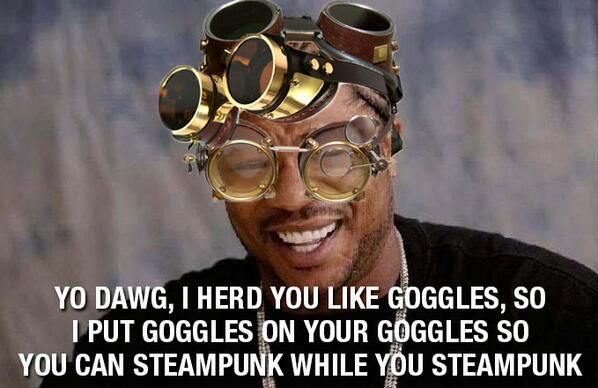 YO DAWG, I HERD YOU LIKE GOGGLES, SO
I PUT GOGGLES ON YOUR GOGGLES SO
YOU CAN STEAMPUNK WHILE YOU STEAMPUNK